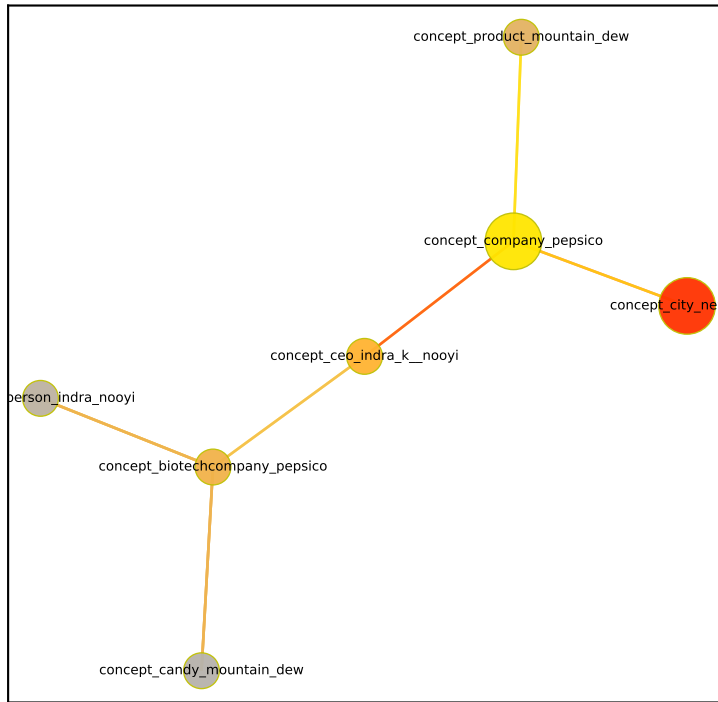 concept_product_mountain_dew
concept_company_pepsico
concept_city_ne
concept_ceo_indra_k__nooyi
person_indra_nooyi
concept_biotechcompany_pepsico
concept_candy_mountain_dew